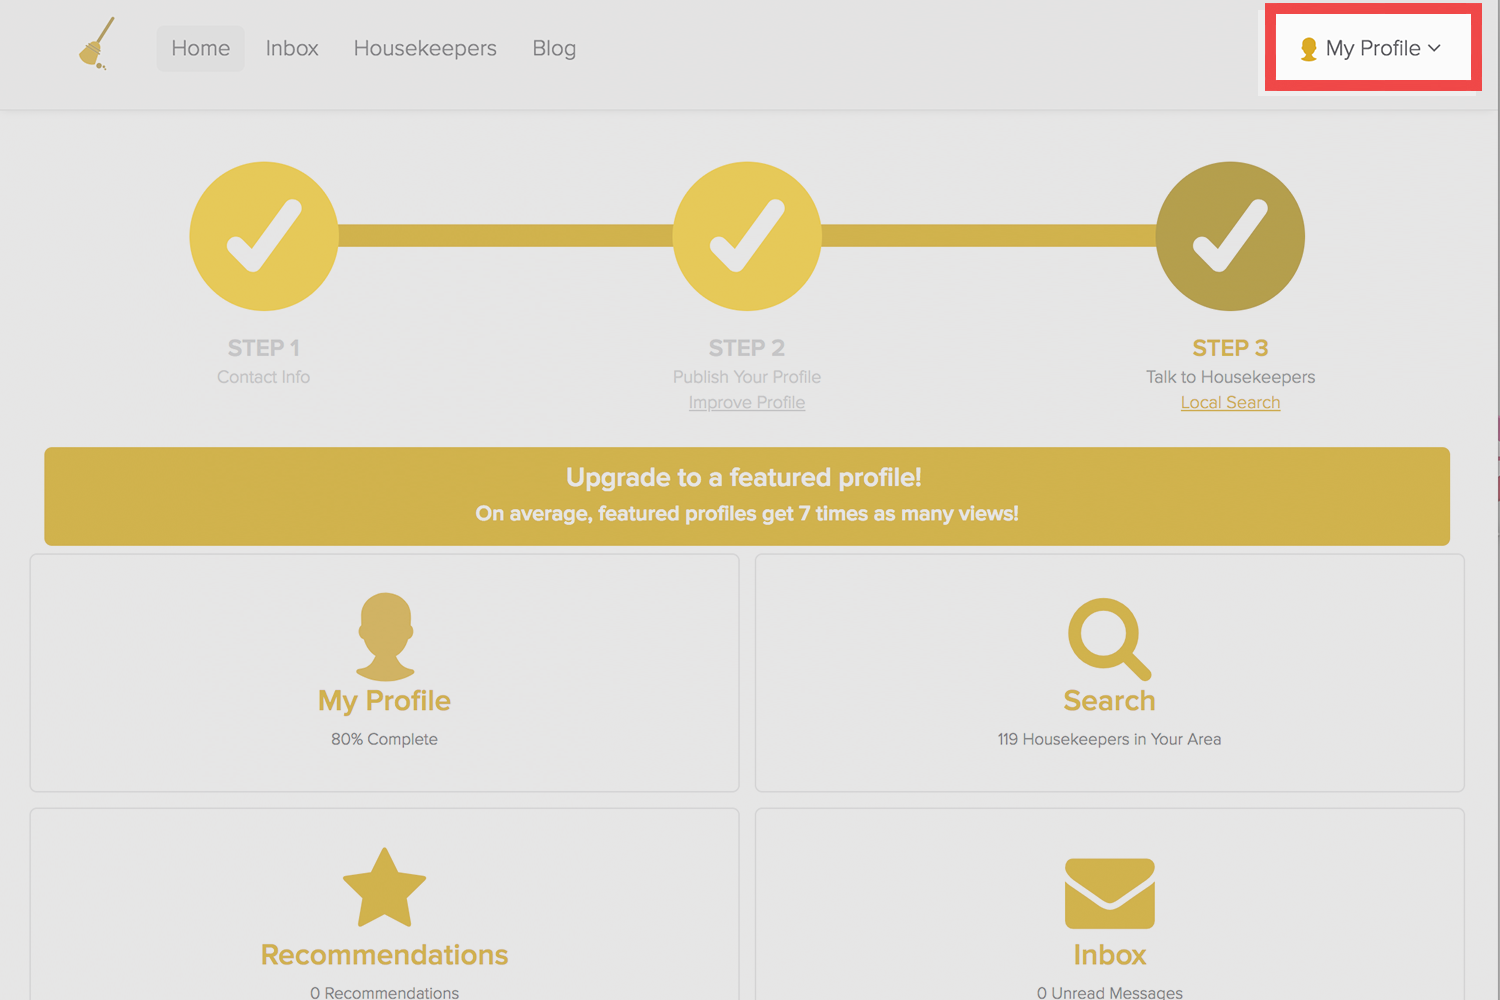 Home Inbox Housekeepers Blog My Profile
STEP 1 STEP 2 STEP 3
Contact Info Publish Your Profile Talk to Housekeepers
Improve Profile Local Search
Upgrade to a featured profile!
On average, featured profiles get 7 times as many views!
My Profile
80% Complete
Search
119 Housekeepers in Your Area
Recommendations
0 Recommendations
Inbox
0 Unread Messages